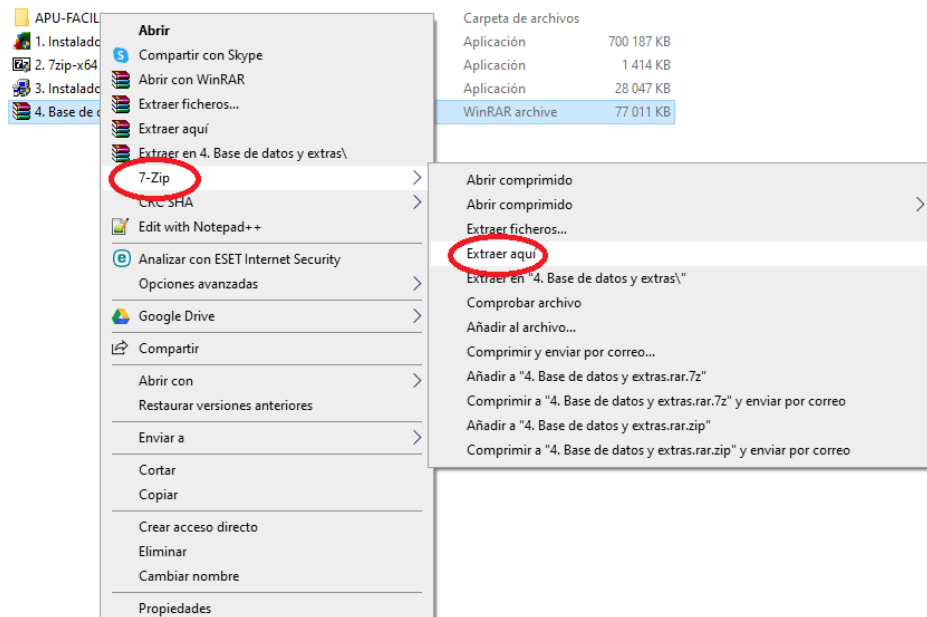 APU-FACIL
Carpeta de archivos
1. Instalado
Aplicación
700 187 KB
2. 7zip-x64
Aplicación
1 414 KB
3. Instalado
Aplicación
28 047 KB
4. Base de
WinRAR archive
77 011 KB
Abrir
Compartir con Skype
Abrir con WinRAR
Extraer ficheros...
Extraer aquí
Extraer en 4. Base de datos y extras\
7-Zip
CRC SHA
Edit with Notepad++
Analizar con ESET Internet Security
Opciones avanzadas
Google Drive
Compartir
Abrir con
Restaurar versiones anteriores
Enviar a
Cortar
Copiar
Crear acceso directo
Eliminar
Cambiar nombre
Propiedades
Abrir comprimido
Abrir comprimido
Extraer ficheros...
Extraer aquí
Extraer en "4. Base de datos y extras\"
Comprobar archivo
Añadir al archivo...
Comprimir y enviar por correo...
Añadir a "4. Base de datos y extras.rar.7z"
Comprimir a "4. Base de datos y extras.rar.7z" y enviar por correo
Añadir a "4. Base de datos y extras.rar.zip"
Comprimir a "4. Base de datos y extras.rar.zip" y enviar por correo